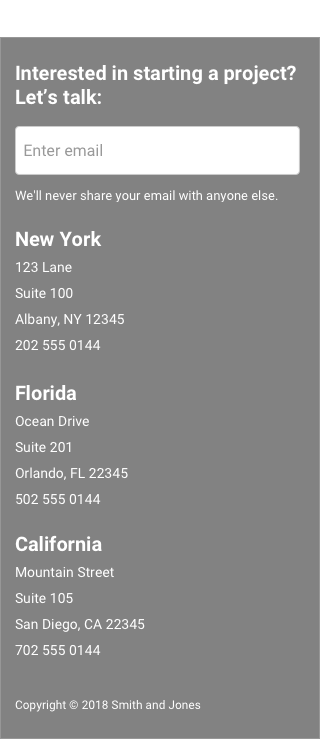 Interested in starting a project?
Let’s talk:
Enter email
We'll never share your email with anyone else.
New York
123 Lane
Suite 100
Albany, NY 12345
202 555 0144
Florida
Ocean Drive
Suite 201
Orlando, FL 22345
502 555 0144
California
Mountain Street
Suite 105
San Diego, CA 22345
702 555 0144
Copyright © 2018 Smith and Jones